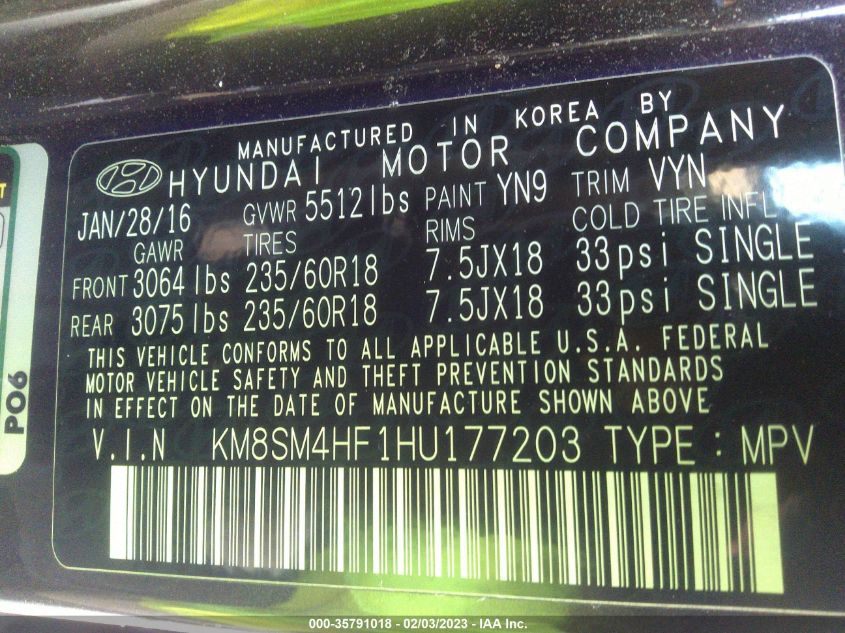 MANUFACTURED IN KOREA BY
HYUNDAI MOTOR COMPANY
JAN/28/16 GVWR 5512lbs PAINT YN9 TRIM VYN
GAWR TIRES RIMS COLD TIRE INFL
FRONT 3064lbs 235/60R18 7.5JX18 33psi SINGLE
REAR 3075lbs 235/60R18 7.5JX18 33psi SINGLE
THIS VEHICLE CONFORMS TO ALL APPLICABLE U.S.A. FEDERAL
MOTOR VEHICLE SAFETY AND THEFT PREVENTION STANDARDS
IN EFFECT ON THE DATE OF MANUFACTURE SHOWN ABOVE
V.I.N KM8SM4HF1HU177203 TYPE : MPV
PO6
000-35791018 - 02/03/2023 - IAA Inc.